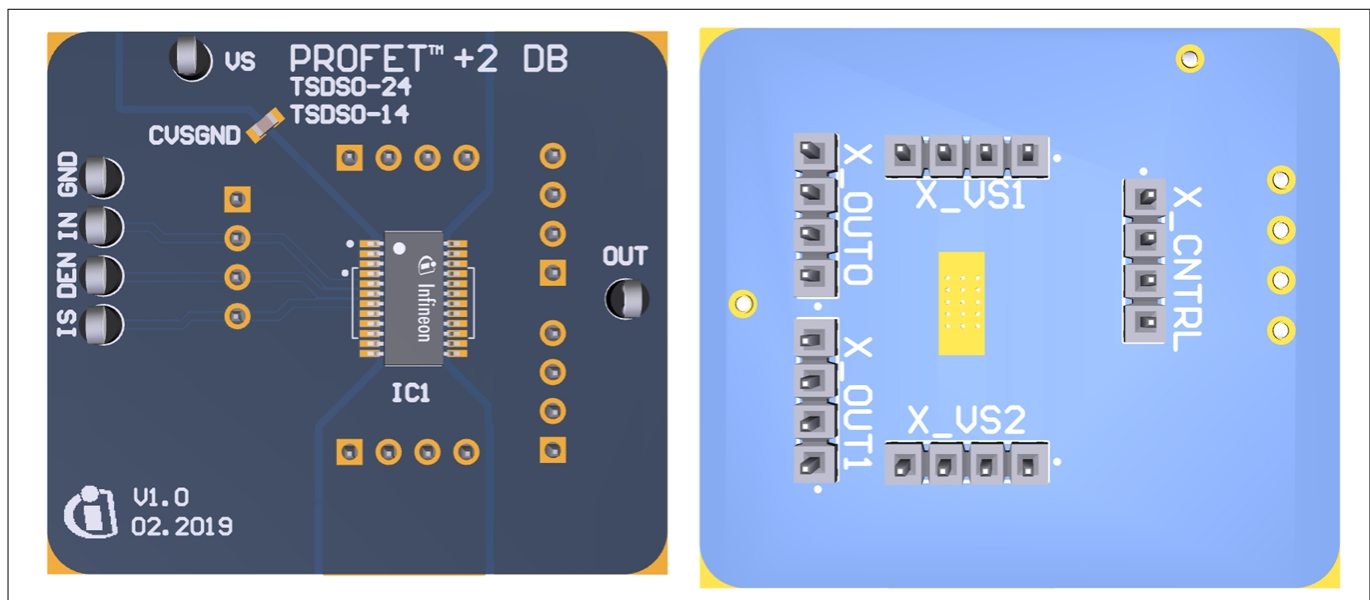 VS
PROFET™ +2 DB
TSDSO-24
TSDSO-14
CVSGND
GND
IN
DEN
IS
OUT
Infineon
IC1
V1.0
02.2019
X_OUT0
X_VS1
X_CNTRL
X_OUT1
X_VS2